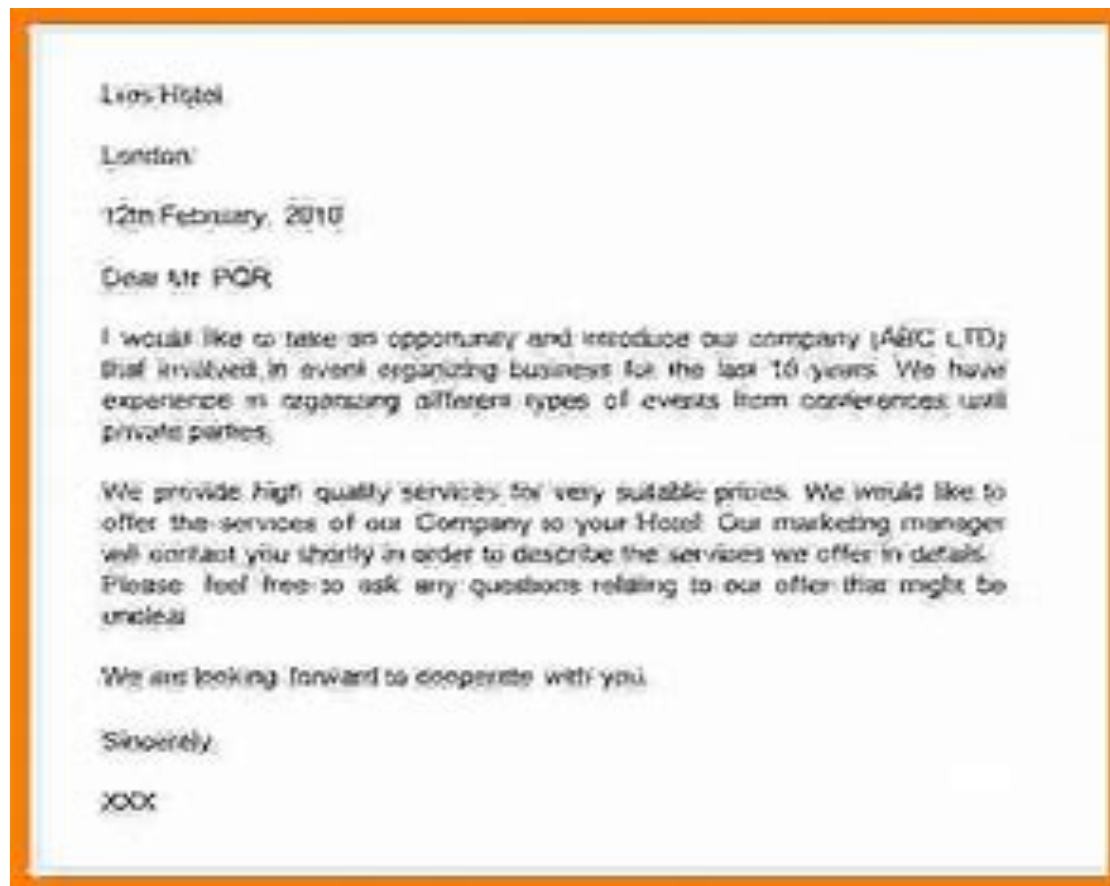 Hotel
London
12th February, 2010
Dear Mr PQR
I would like to take an opportunity and introduce our company (ABC LTD)
that involved in event organizing business for the last 10 years. We have
experience in organizing different types of events from conferences until
private parties.
We provide high quality services for very suitable prices. We would like to
offer the services of our Company to your Hotel. Our marketing manager
will contact you shortly in order to describe the services we offer in details.
Please feel free to ask any questions relating to our offer that might be
unclear
We are looking forward to cooperate with you.
Sincerely,
XXX